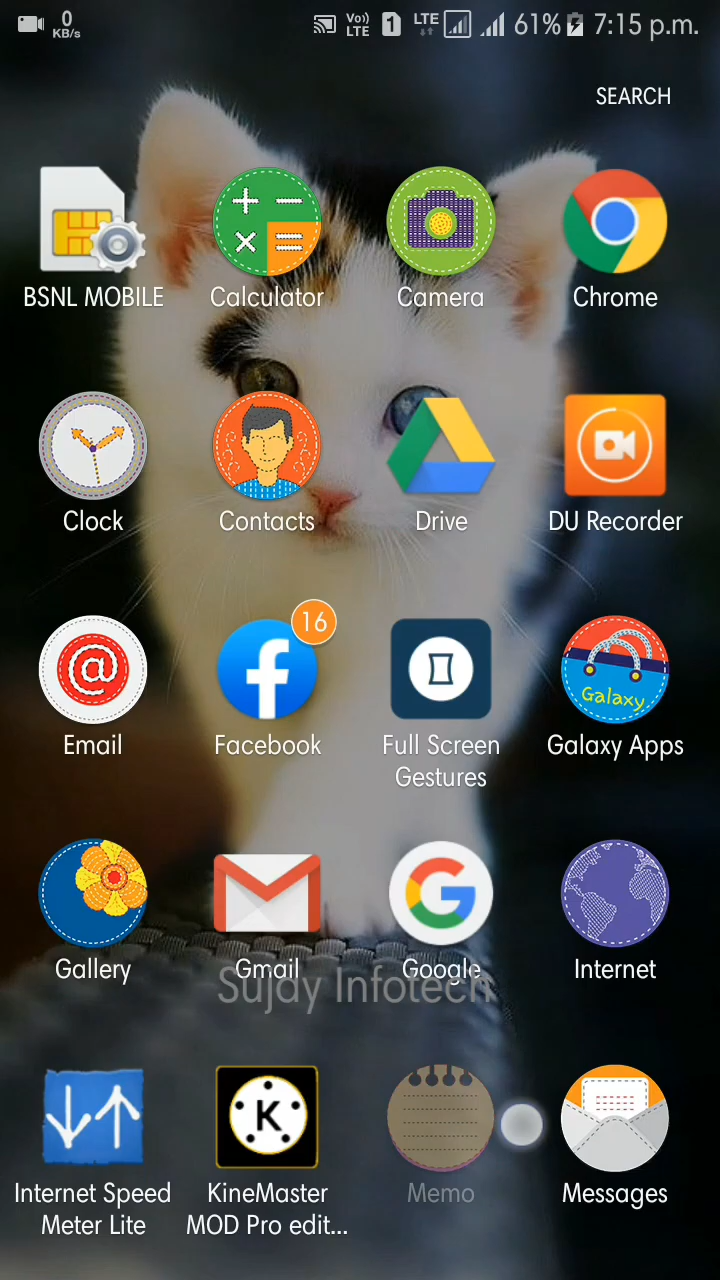 0
KB/s
Vo))
LTE
1
LTE
61%
7:15 p.m.
SEARCH
BSNL MOBILE
Calculator
Camera
Chrome
Clock
Contacts
Drive
DU Recorder
16
Galaxy
Email
Facebook
Full Screen
Gestures
Galaxy Apps
Gallery
Gmail
Google
Internet
Sujay Infotech
K
Internet Speed
Meter Lite
KineMaster
MOD Pro edit...
Memo
Messages